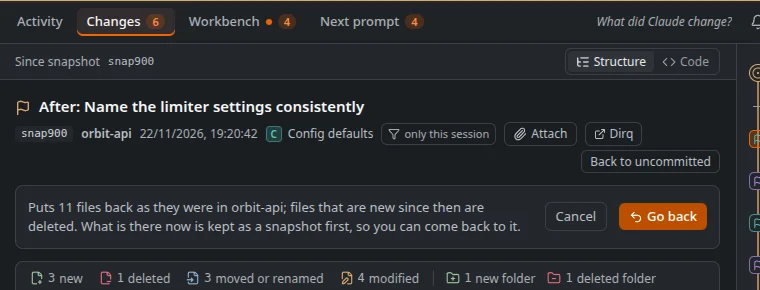 Activity Changes 6 Workbench 4 Next prompt 4 What did Claude change?
Since snapshot snap900 Structure <> Code
After: Name the limiter settings consistently
snap900 orbit-api 22/11/2026, 19:20:42 C Config defaults only this session Attach Dirq
Back to uncommitted
Puts 11 files back as they were in orbit-api; files that are new since then are
deleted. What is there now is kept as a snapshot first, so you can come back to it.
Cancel Go back
3 new 1 deleted 3 moved or renamed 4 modified 1 new folder 1 deleted folder